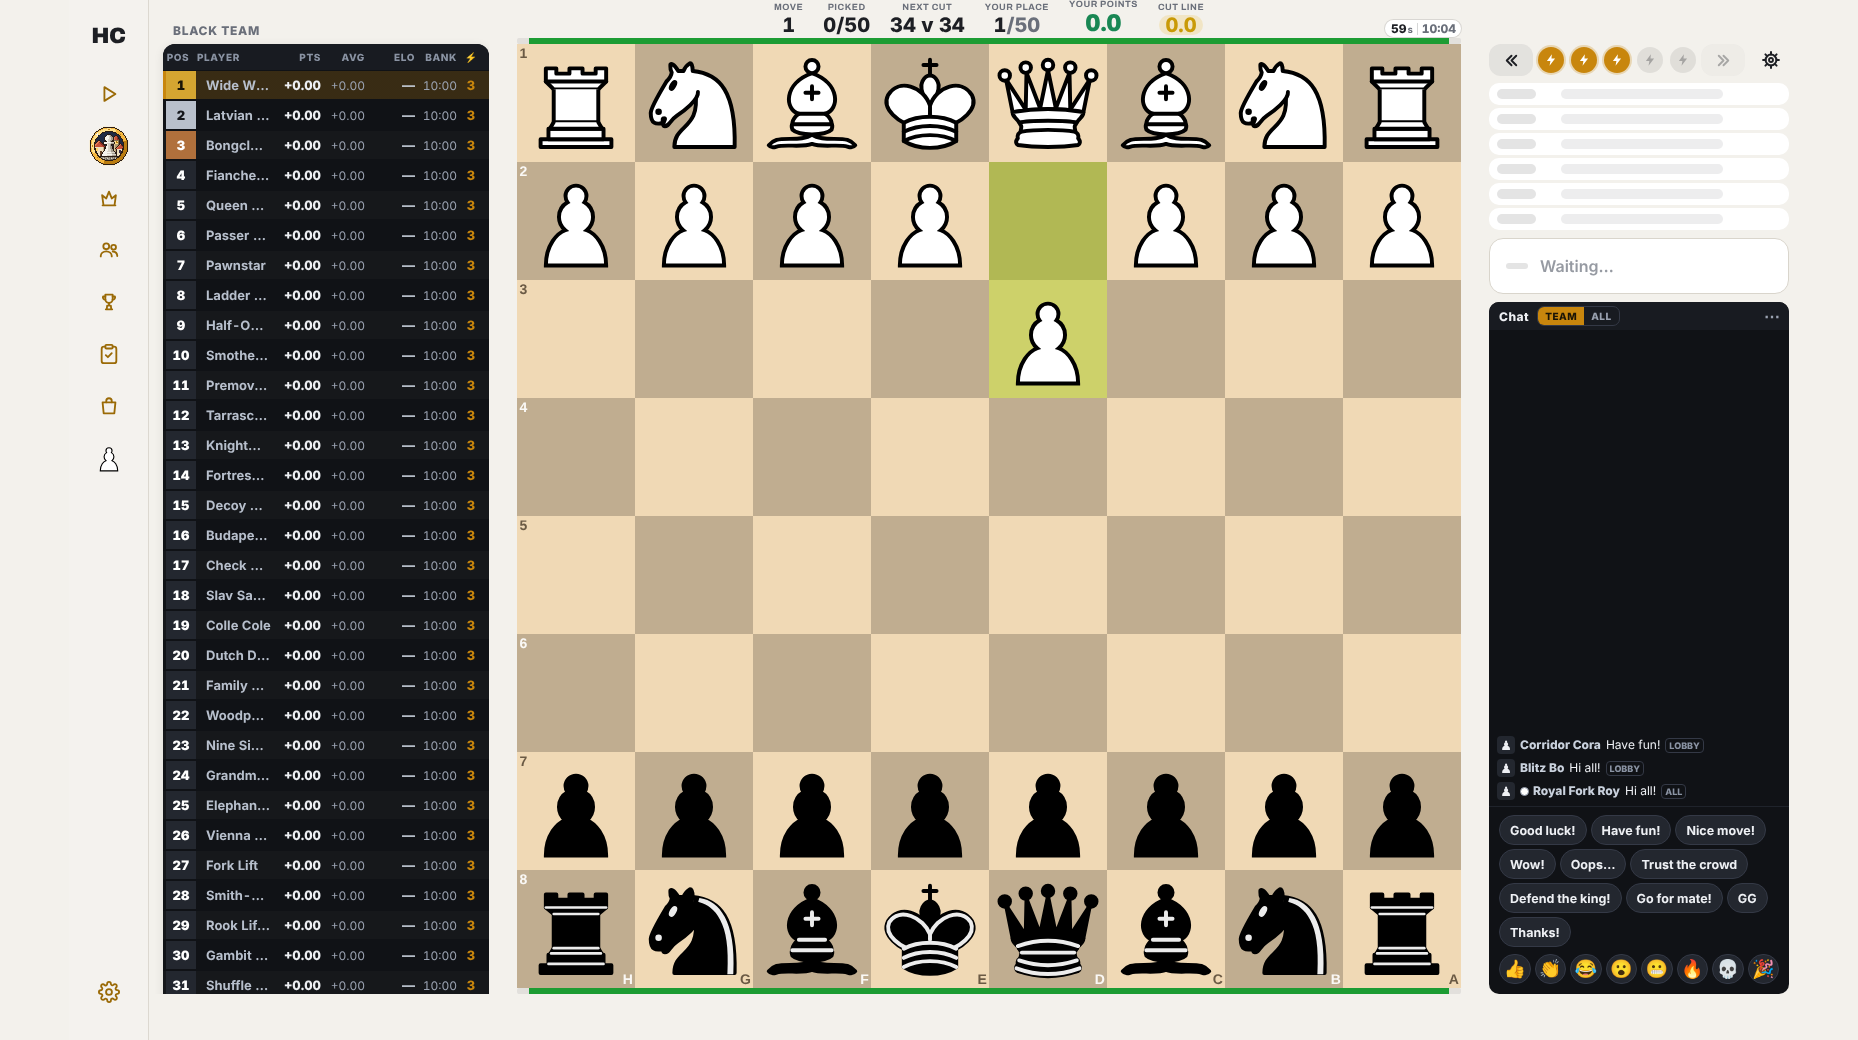 HC
BLACK TEAM
MOVE
1
PICKED
0/50
NEXT CUT
34 v 34
YOUR PLACE
1/50
YOUR POINTS
0.0
CUT LINE
0.0
59s 10:04
POS PLAYER PTS AVG ELO BANK ⚡
1 Wide W... +0.00 +0.00 — 10:00 3
2 Latvian ... +0.00 +0.00 — 10:00 3
3 Bongcl... +0.00 +0.00 — 10:00 3
4 Fianche... +0.00 +0.00 — 10:00 3
5 Queen ... +0.00 +0.00 — 10:00 3
6 Passer ... +0.00 +0.00 — 10:00 3
7 Pawnstar +0.00 +0.00 — 10:00 3
8 Ladder ... +0.00 +0.00 — 10:00 3
9 Half-O... +0.00 +0.00 — 10:00 3
10 Smothe... +0.00 +0.00 — 10:00 3
11 Premov... +0.00 +0.00 — 10:00 3
12 Tarrasc... +0.00 +0.00 — 10:00 3
13 Knight... +0.00 +0.00 — 10:00 3
14 Fortres... +0.00 +0.00 — 10:00 3
15 Decoy ... +0.00 +0.00 — 10:00 3
16 Budape... +0.00 +0.00 — 10:00 3
17 Check ... +0.00 +0.00 — 10:00 3
18 Slav Sa... +0.00 +0.00 — 10:00 3
19 Colle Cole +0.00 +0.00 — 10:00 3
20 Dutch D... +0.00 +0.00 — 10:00 3
21 Family ... +0.00 +0.00 — 10:00 3
22 Woodp... +0.00 +0.00 — 10:00 3
23 Nine Si... +0.00 +0.00 — 10:00 3
24 Grandm... +0.00 +0.00 — 10:00 3
25 Elephan... +0.00 +0.00 — 10:00 3
26 Vienna ... +0.00 +0.00 — 10:00 3
27 Fork Lift +0.00 +0.00 — 10:00 3
28 Smith-... +0.00 +0.00 — 10:00 3
29 Rook Lif... +0.00 +0.00 — 10:00 3
30 Gambit ... +0.00 +0.00 — 10:00 3
31 Shuffle ... +0.00 +0.00 — 10:00 3
1
2
3
4
5
6
7
8
H G F E D C B A
Waiting...
Chat TEAM ALL ...
Corridor Cora Have fun! LOBBY
Blitz Bo Hi all! LOBBY
Royal Fork Roy Hi all! ALL
Good luck! Have fun! Nice move!
Wow! Oops... Trust the crowd
Defend the king! Go for mate! GG
Thanks!
👍 👏 😂 😮 😬 🔥 💀 🎉